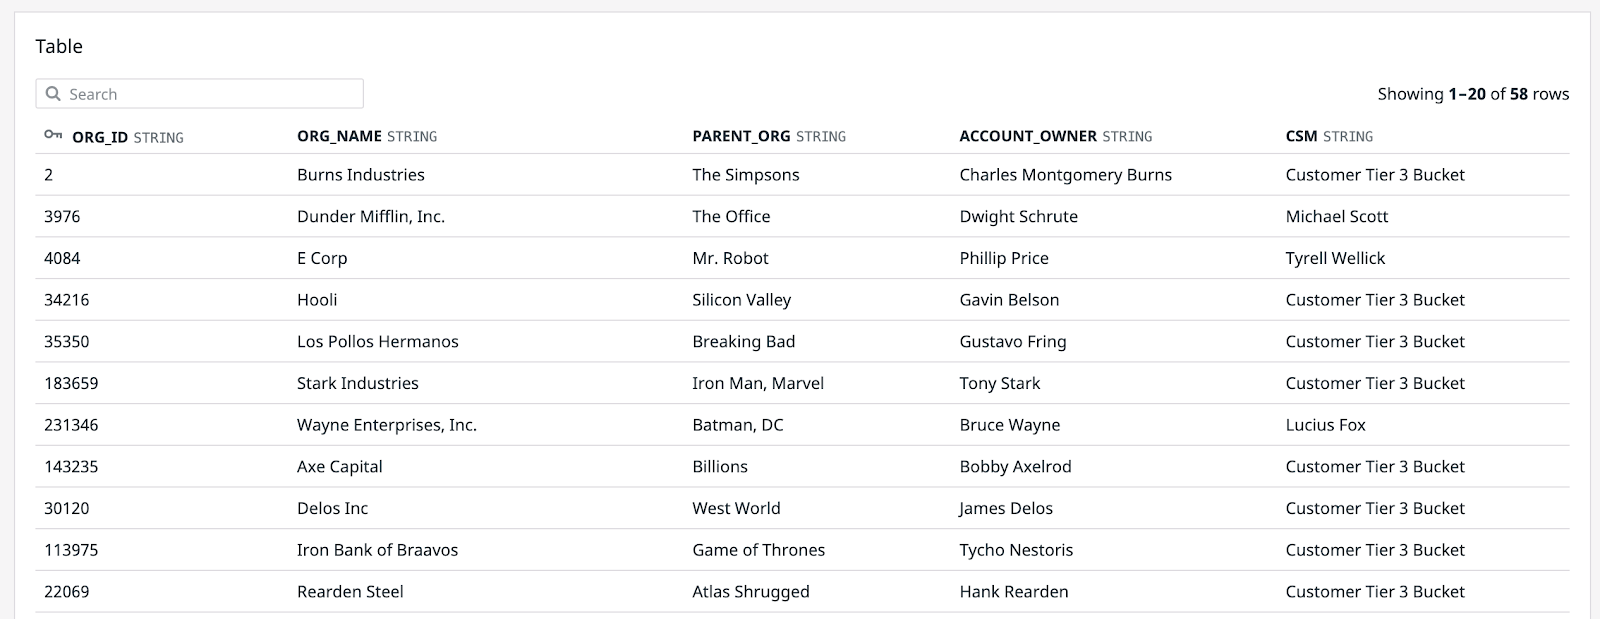 Table
Search
Showing 1–20 of 58 rows
ORG_ID STRING ORG_NAME STRING PARENT_ORG STRING ACCOUNT_OWNER STRING CSM STRING
2 Burns Industries The Simpsons Charles Montgomery Burns Customer Tier 3 Bucket
3976 Dunder Mifflin, Inc. The Office Dwight Schrute Michael Scott
4084 E Corp Mr. Robot Phillip Price Tyrell Wellick
34216 Hooli Silicon Valley Gavin Belson Customer Tier 3 Bucket
35350 Los Pollos Hermanos Breaking Bad Gustavo Fring Customer Tier 3 Bucket
183659 Stark Industries Iron Man, Marvel Tony Stark Customer Tier 3 Bucket
231346 Wayne Enterprises, Inc. Batman, DC Bruce Wayne Lucius Fox
143235 Axe Capital Billions Bobby Axelrod Customer Tier 3 Bucket
30120 Delos Inc West World James Delos Customer Tier 3 Bucket
113975 Iron Bank of Braavos Game of Thrones Tycho Nestoris Customer Tier 3 Bucket
22069 Rearden Steel Atlas Shrugged Hank Rearden Customer Tier 3 Bucket